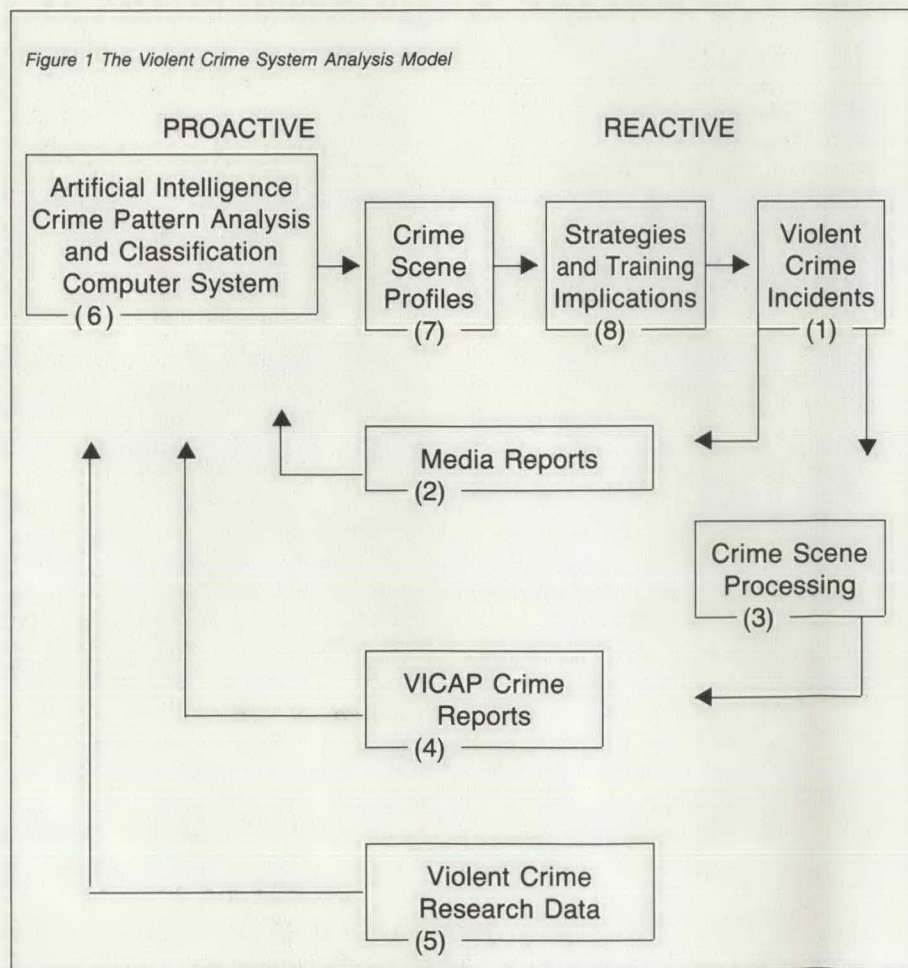 Figure 1 The Violent Crime System Analysis Model
PROACTIVE
REACTIVE
Artificial Intelligence
Crime Pattern Analysis
and Classification
Computer System
(6)
Crime
Scene
Profiles
(7)
Strategies
and Training
Implications
(8)
Violent
Crime
Incidents
(1)
Media Reports
(2)
Crime Scene
Processing
(3)
VICAP Crime
Reports
(4)
Violent Crime
Research Data
(5)